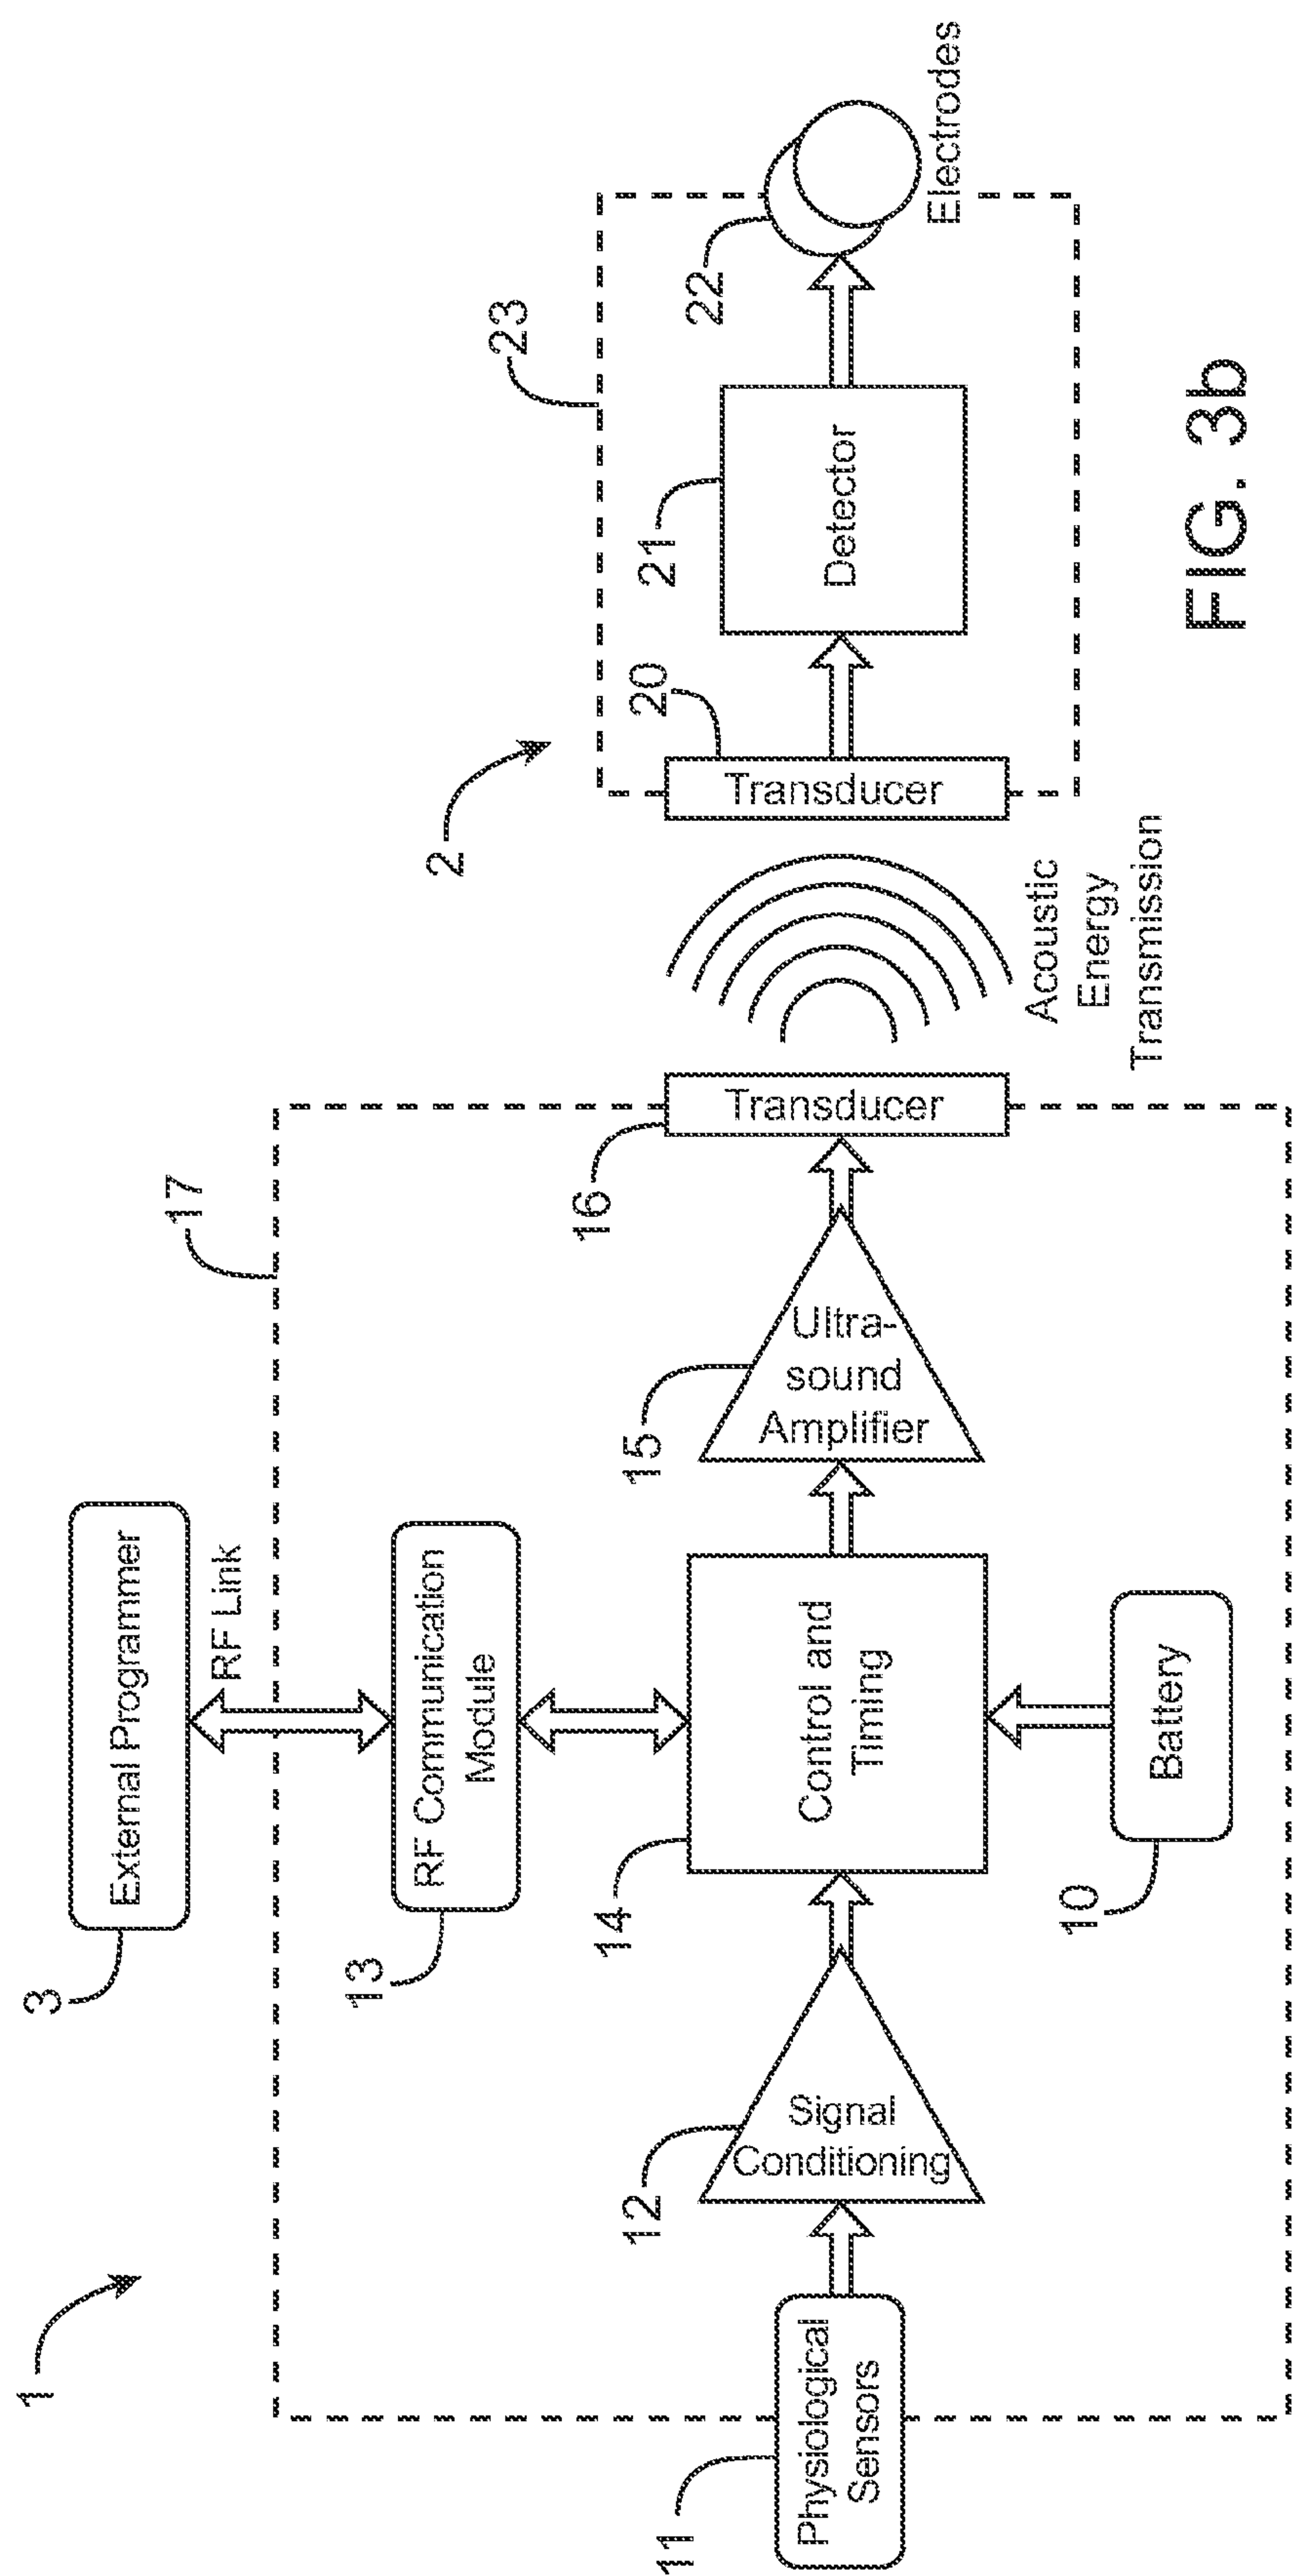 1
3
External Programmer
RF Link
17
13
RF Communication
Module
2
23
11
Physiological
Sensors
12
Signal
Conditioning
14
Control and
Timing
15
Ultra-
sound
Amplifier
16
Transducer
20
Transducer
21
Detector
22
Electrodes
10
Battery
Acoustic
Energy
Transmission
FIG. 3b